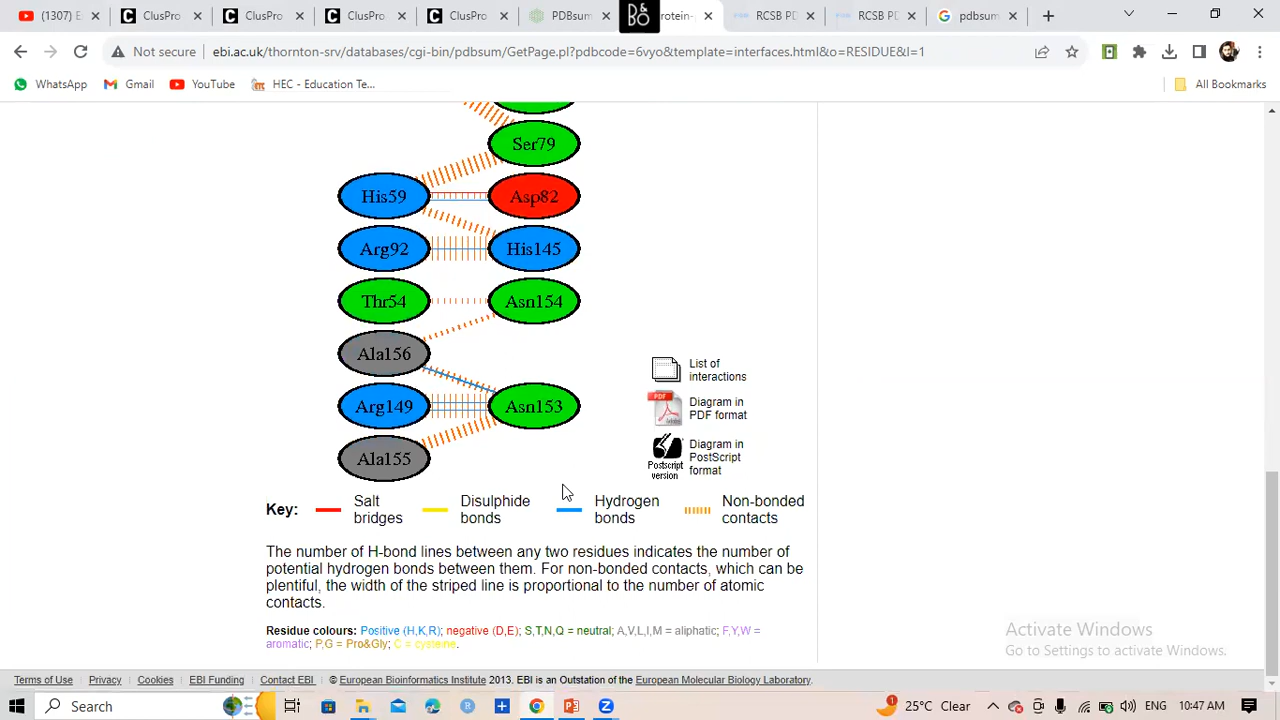 (1307) E
ClusPro
ClusPro
ClusPro
ClusPro
PDBsum
B&O
rotein-
RCSB PD
RCSB PD
pdbsum
Not secure
ebi.ac.uk/thornton-srv/databases/cgi-bin/pdbsum/GetPage.pl?pdbcode=6vyo&template=interfaces.html&o=RESIDUE&l=1
WhatsApp
Gmail
YouTube
HEC - Education Te...
All Bookmarks
Ser79
His59
Asp82
Arg92
His145
Thr54
Asn154
Ala156
Arg149
Asn153
Ala155
List of
interactions
PDF
Diagram in
PDF format
Postscript
version
Diagram in
PostScript
format
Key:
Salt
bridges
Disulphide
bonds
Hydrogen
bonds
Non-bonded
contacts
The number of H-bond lines between any two residues indicates the number of
potential hydrogen bonds between them. For non-bonded contacts, which can be
plentiful, the width of the striped line is proportional to the number of atomic
contacts.
Residue colours: Positive (H,K,R); negative (D,E); S,T,N,Q = neutral; A,V,L,I,M = aliphatic; F,Y,W =
aromatic; P,G = Pro&Gly; C = cysteine.
Activate Windows
Go to Settings to activate Windows.
Terms of Use
Privacy
Cookies
EBI Funding
Contact EBI
© European Bioinformatics Institute 2013. EBI is an Outstation of the European Molecular Biology Laboratory.
Search
1
25°C Clear
ENG
10:47 AM